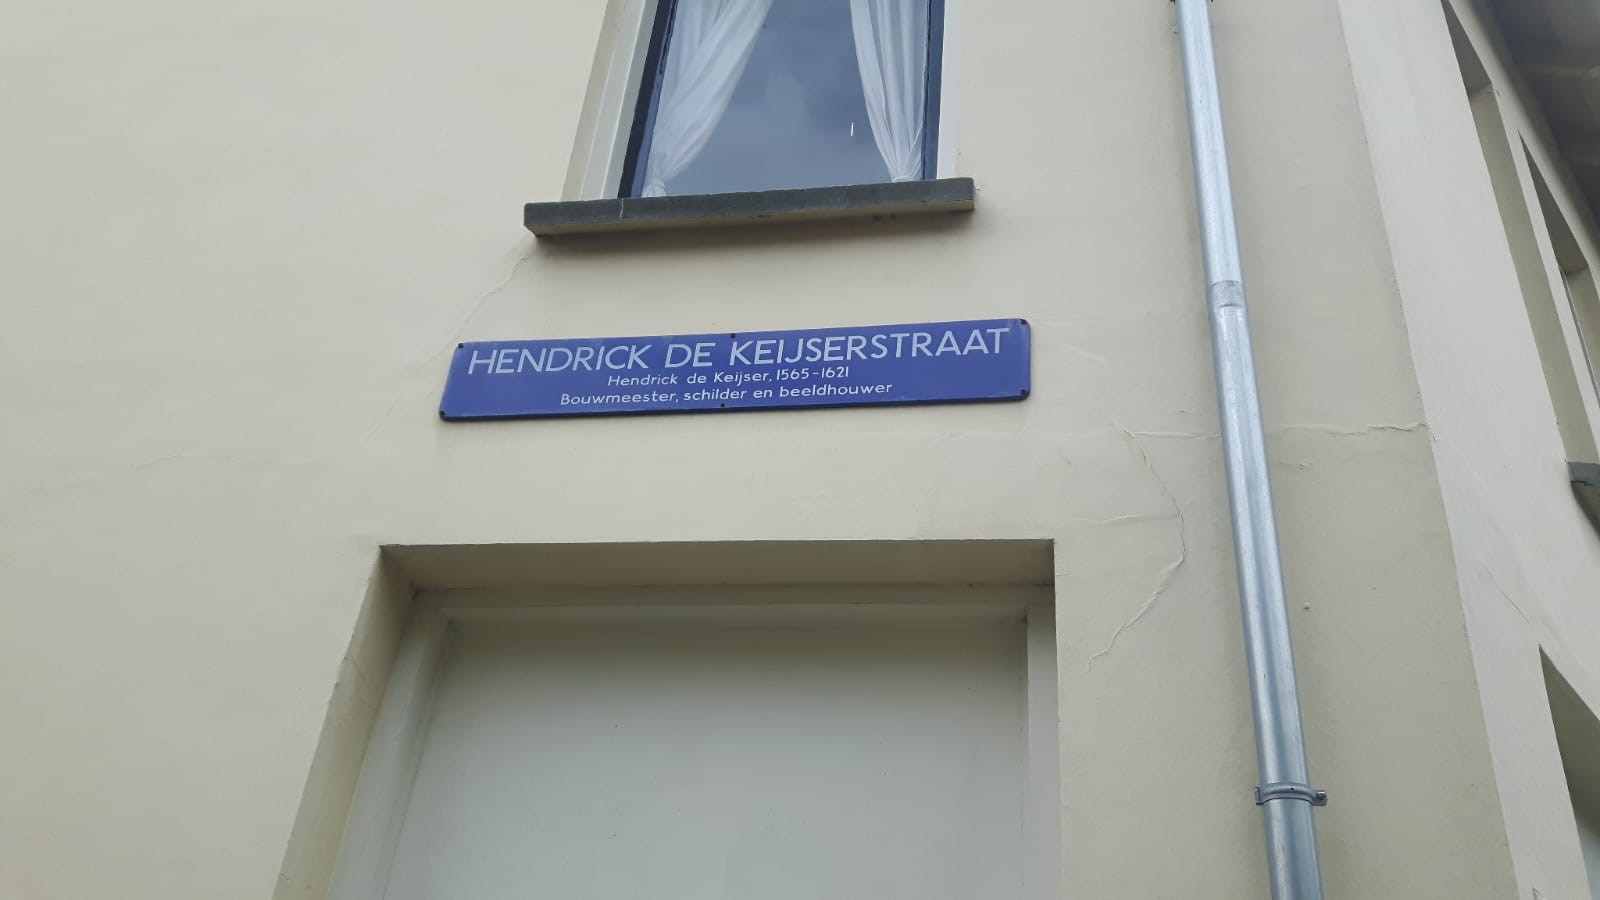 HENDRICK DE KEIJSERSTRAAT
Hendrick de Keijser, 1565-1621
Bouwmeester, schilder en beeldhouwer